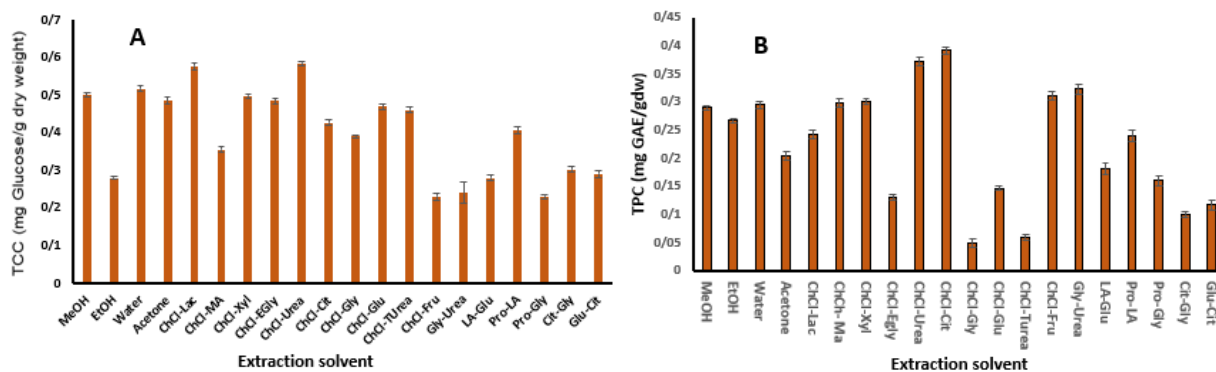 A
TCC (mg Glucose/g dry weight)
0/7
0/6
0/5
0/4
0/3
0/2
0/1
0
MeOH
EtOH
Water
Acetone
ChCl-Lac
ChCl-MA
ChCl-Xyl
ChCl-EGly
ChCl-Urea
ChCl-Cit
ChCl-Gly
ChCl-Glu
ChCl-TUrea
ChCl-Fru
Gly-Urea
LA-Glu
Pro-LA
Pro-Gly
Cit-Gly
Glu-Cit
Extraction solvent
B
TPC (mg GAE/gdw)
0/45
0/4
0/35
0/3
0/25
0/2
0/15
0/1
0/05
0
MeOH
EtOH
Water
Acetone
ChCl-Lac
ChCh- Ma
ChCl-Xyl
ChCl-Egly
ChCl-Urea
ChCl-Cit
ChCl-Gly
ChCl-Glu
ChCl-Turea
ChCl-Fru
Gly-Urea
LA-Glu
Pro-LA
Pro-Gly
Cit-Gly
Glu-Cit
Extraction solvent